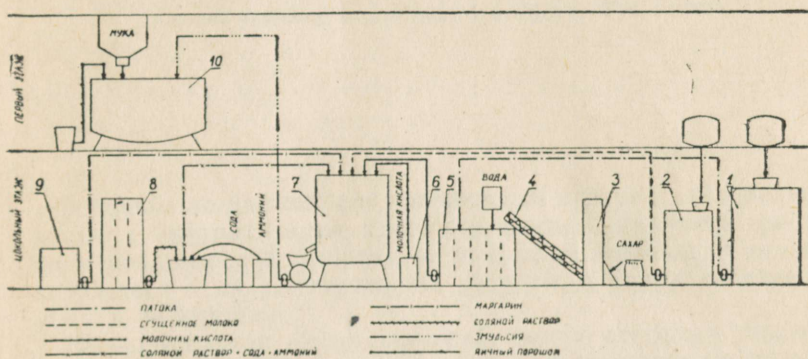 МУКА
10
ПЕРВЫЙ ЭТАЖ
ЦОКОЛЬНЫЙ ЭТАЖ
9
8
СОДА
АММОНИЙ
7
МОЛОЧНАЯ КИСЛОТА
6
5
ВОДА
4
3
САХАР
2
1
ПАТОКА
СГУЩЕННОЕ МОЛОКО
МОЛОЧНАЯ КИСЛОТА
СОЛЯНОЙ РАСТВОР + СОДА + АММОНИЙ
МАРГАРИН
СОЛЯНОЙ РАСТВОР
ЭМУЛЬСИЯ
ЯИЧНЫЙ ПОРОШОК